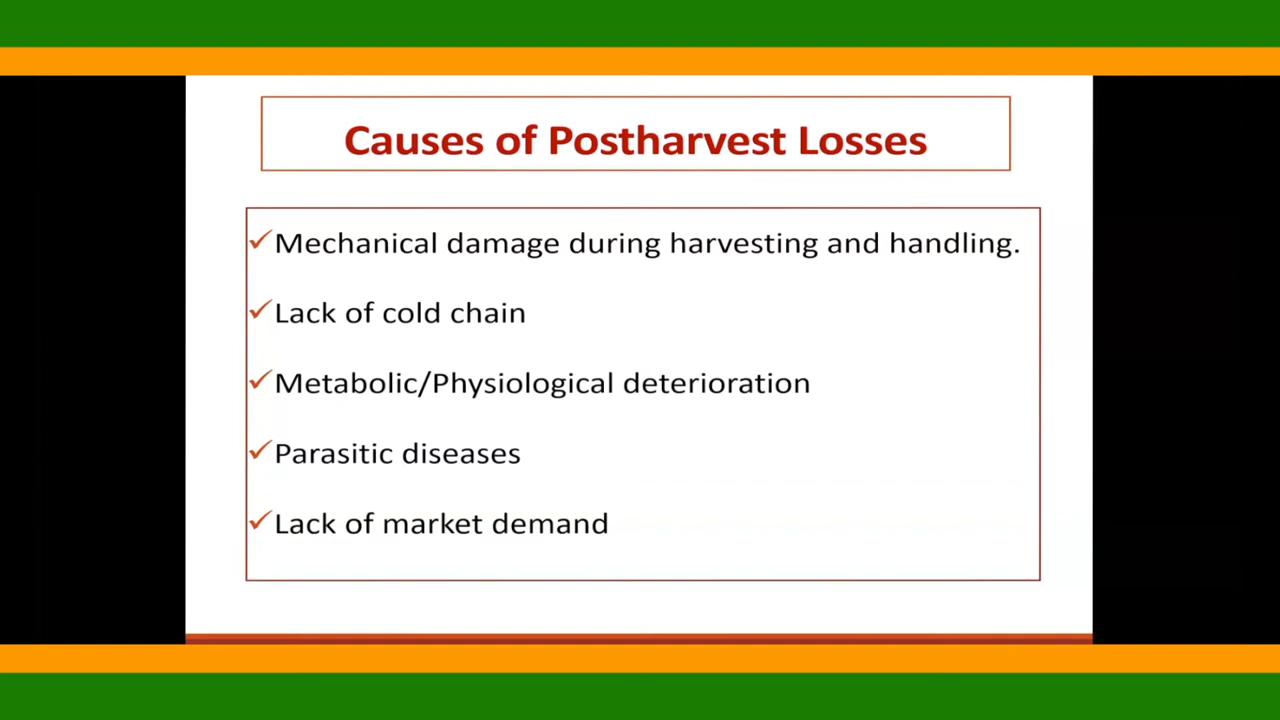 Causes of Postharvest Losses
✓Mechanical damage during harvesting and handling.
✓Lack of cold chain
✓Metabolic/Physiological deterioration
✓Parasitic diseases
✓Lack of market demand